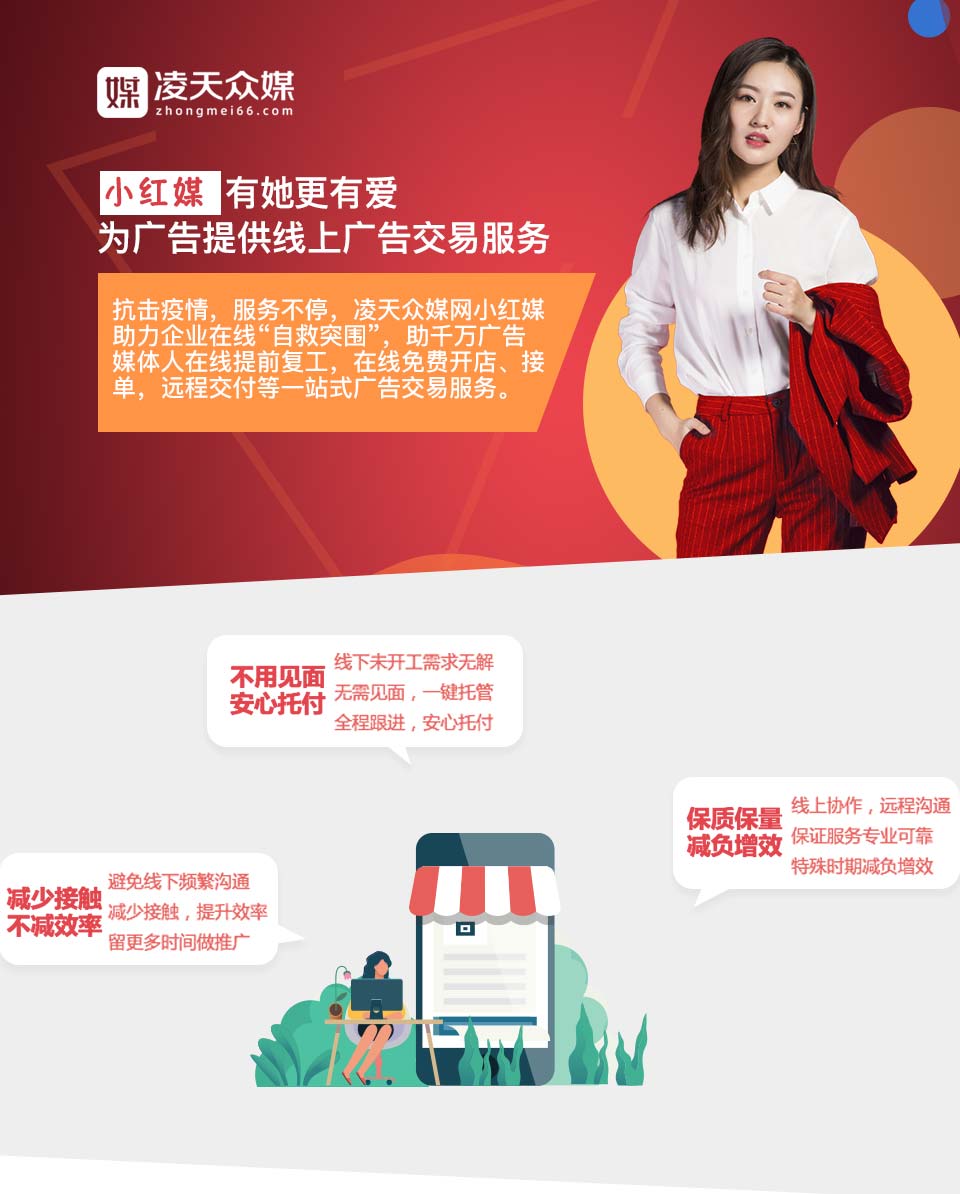 媒 凌天众媒
zhongmei66.com
小红媒 有她更有爱
为广告提供线上广告交易服务
抗击疫情，服务不停，凌天众媒网小红媒
助力企业在线“自救突围”，助千万广告
媒体人在线提前复工，在线免费开店、接
单，远程交付等一站式广告交易服务。
不用见面
安心托付
线下未开工需求无解
无需见面，一键托管
全程跟进，安心托付
保质保量
减负增效
线上协作，远程沟通
保证服务专业可靠
特殊时期减负增效
减少接触
不减效率
避免线下频繁沟通
减少接触，提升效率
留更多时间做推广